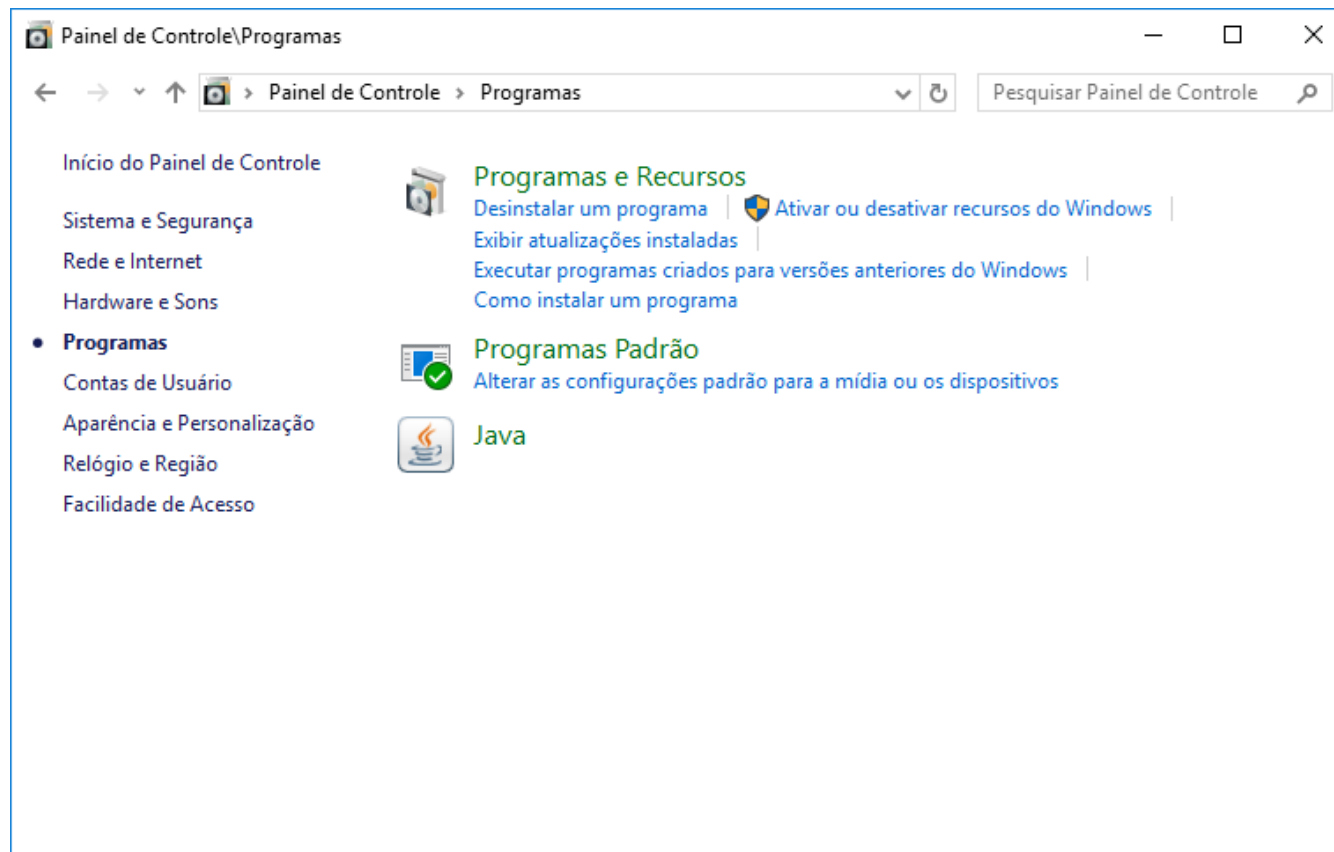 Painel de Controle\Programas
Painel de Controle > Programas
Pesquisar Painel de Controle
Início do Painel de Controle
Sistema e Segurança
Rede e Internet
Hardware e Sons
Programas
Contas de Usuário
Aparência e Personalização
Relógio e Região
Facilidade de Acesso
Programas e Recursos
Desinstalar um programa
Ativar ou desativar recursos do Windows
Exibir atualizações instaladas
Executar programas criados para versões anteriores do Windows
Como instalar um programa
Programas Padrão
Alterar as configurações padrão para a mídia ou os dispositivos
Java